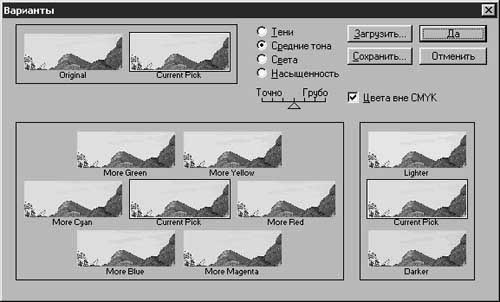 Варианты
Original
Current Pick
Тени
Средние тона
Света
Насыщенность
Точно Грубо
Загрузить...
Да
Сохранить...
Отменить
Цвета вне CMYK
More Green
More Yellow
More Cyan
Current Pick
More Red
More Blue
More Magenta
Lighter
Current Pick
Darker